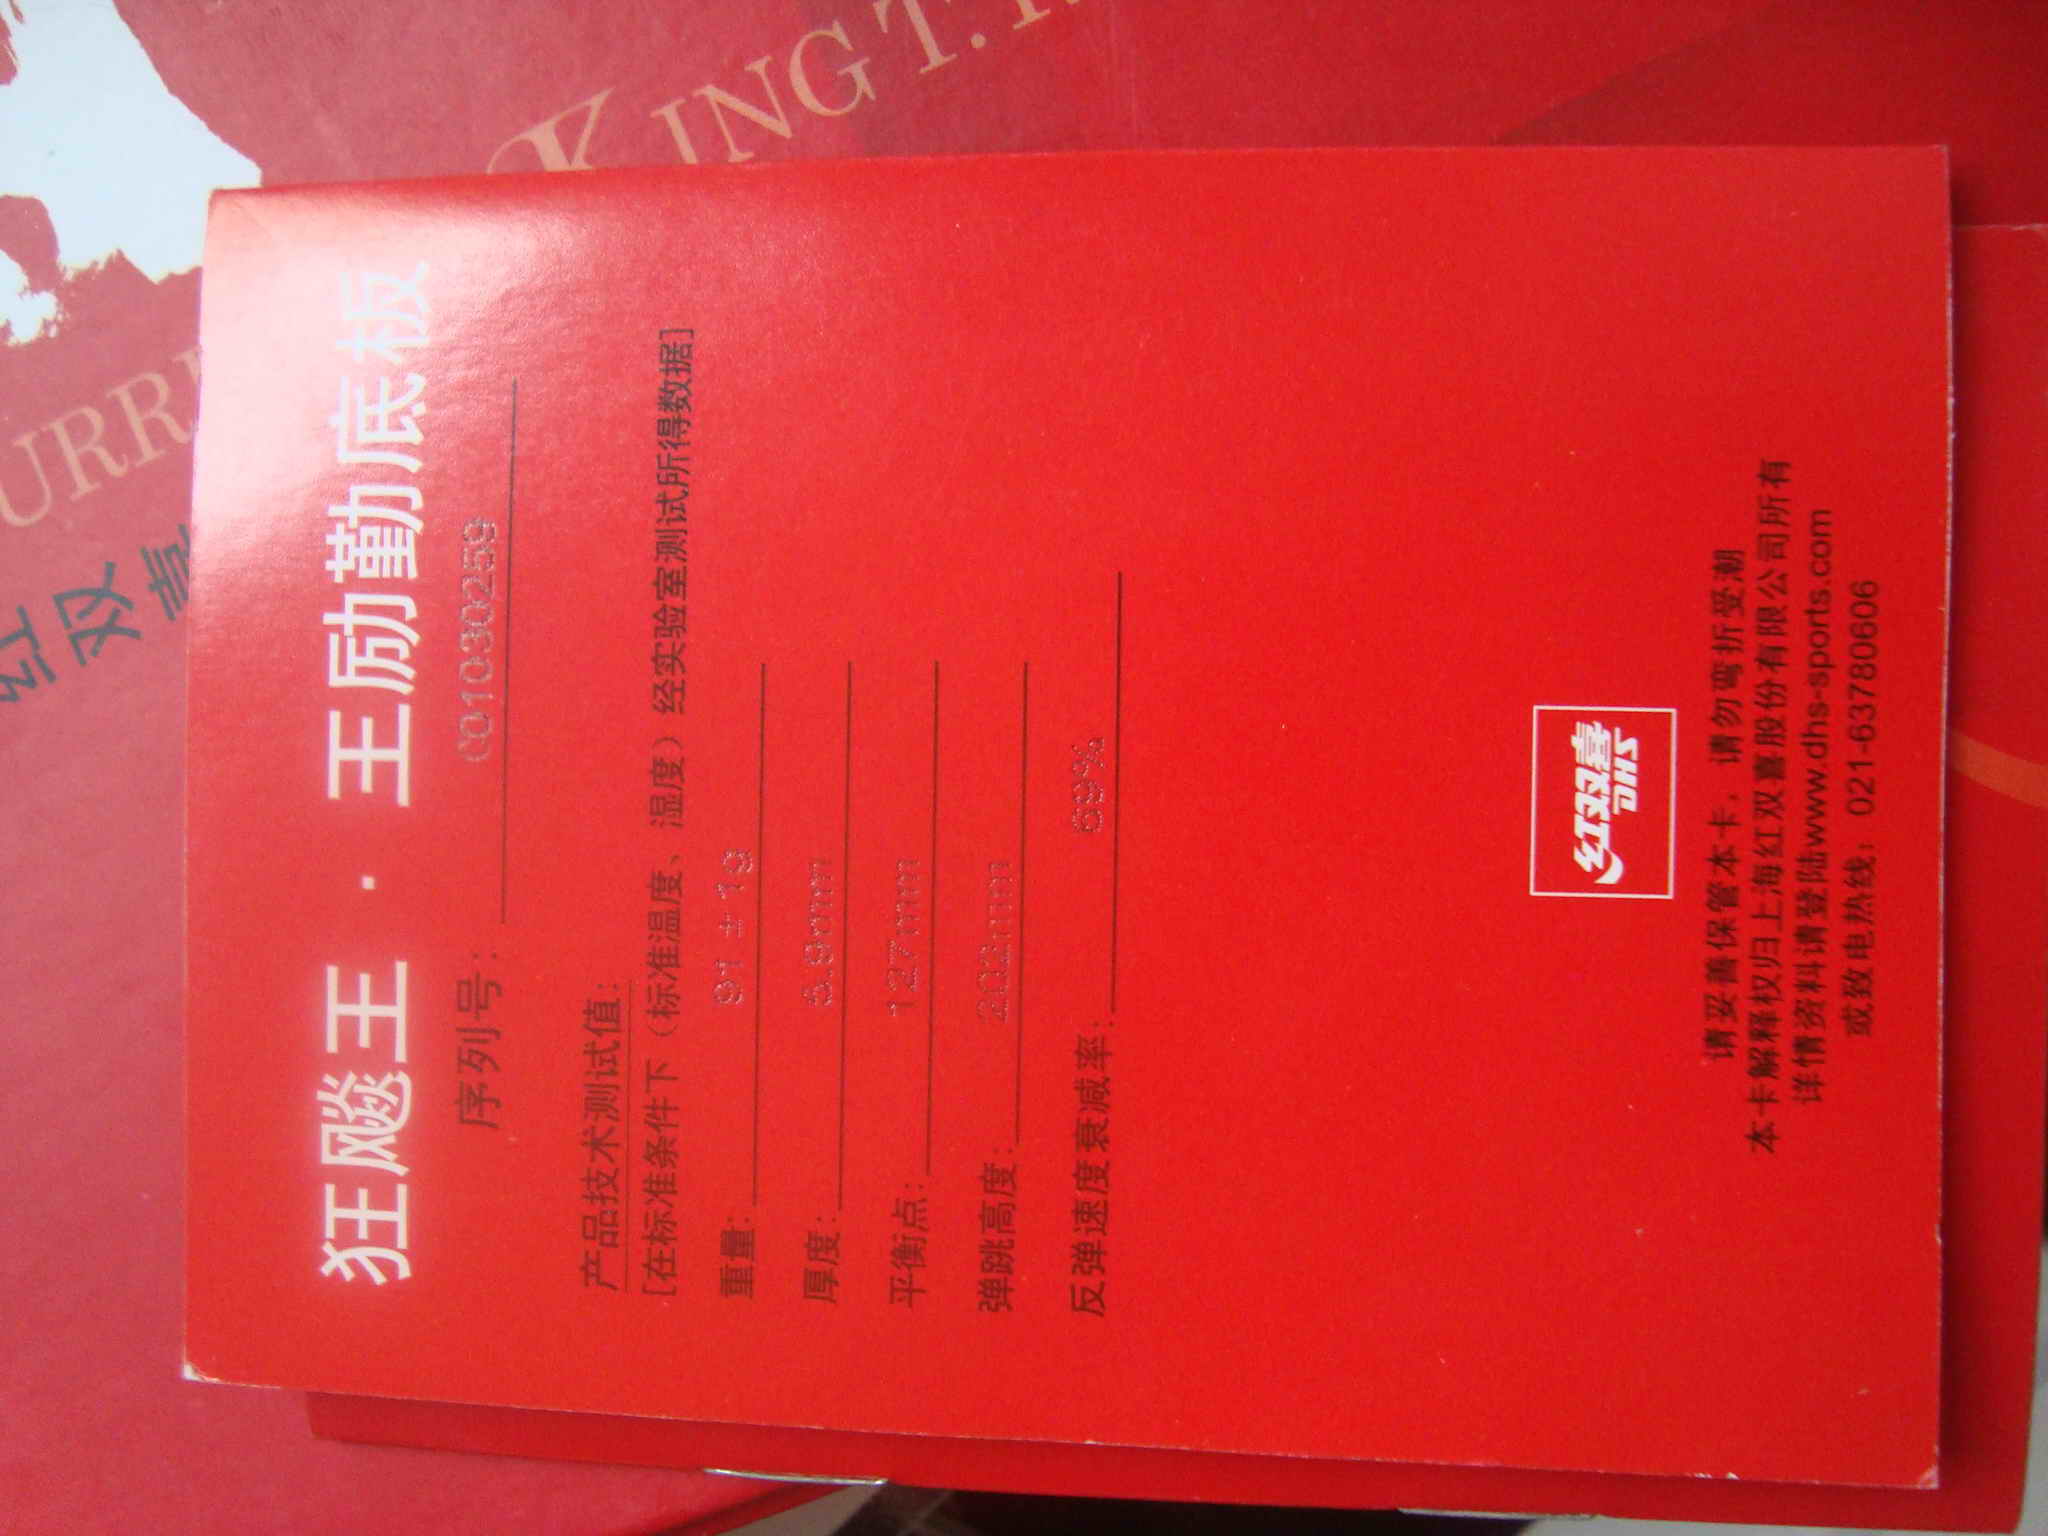 KING T.T
URR
红双喜
狂飚王 · 王励勤底板
序列号：
产品技术测试值：
[在标准条件下（标准温度、湿度）经实验室测试所得数据]
重量： 91±1g
厚度：
平衡点： 127mm
弹跳高度： 202mm
反弹速度衰减率： 69%
红双喜
DHS
请妥善保管本卡，请勿弯折受潮
本卡解释权归上海红双喜股份有限公司所有
详情资料请登陆www.dhs-sports.com
或致电热线：021-63780606